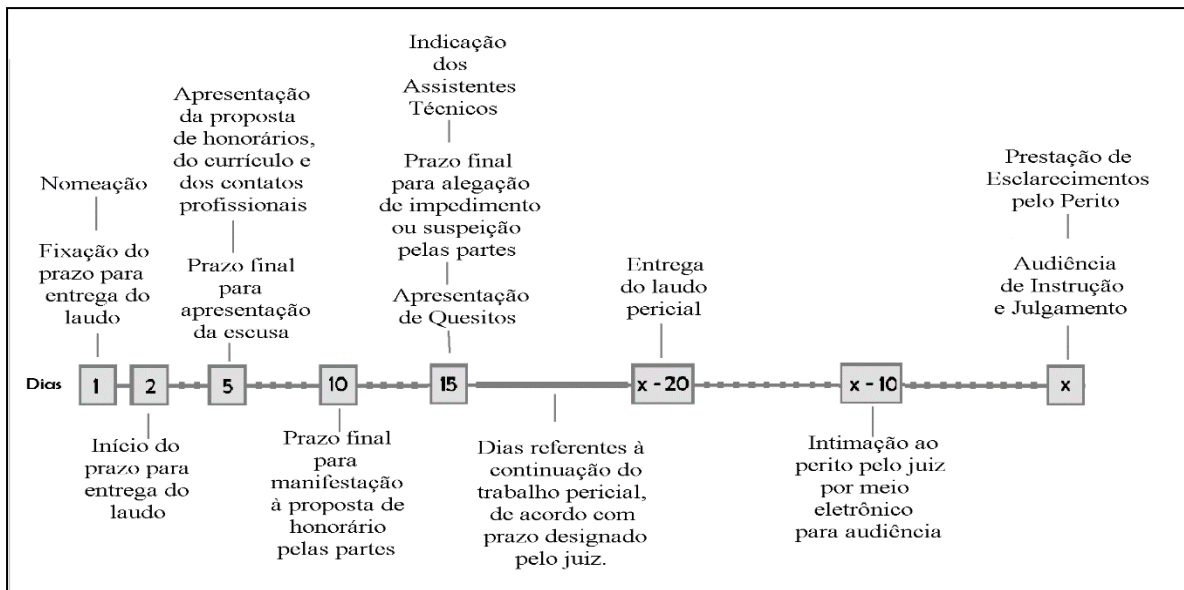 Nomeação
Fixação do
prazo para
entrega do
laudo
Apresentação
da proposta
de honorários,
do currículo e
dos contatos
profissionais
Prazo final
para
apresentação
da escusa
Indicação
dos
Assistentes
Técnicos
Prazo final
para alegação
de impedimento
ou suspeição
pelas partes
Apresentação
de Quesitos
Entrega
do laudo
pericial
Prestação de
Esclarecimentos
pelo Perito
Audiência
de Instrução
e Julgamento
Dias 1 2 5 10 15 x - 20 x - 10 x
Início do
prazo para
entrega do
laudo
Prazo final
para
manifestação
à proposta de
honorário
pelas partes
Dias referentes à
continuação do
trabalho pericial,
de acordo com
prazo designado
pelo juiz.
Intimação ao
perito pelo juiz
por meio
eletrônico
para audiência